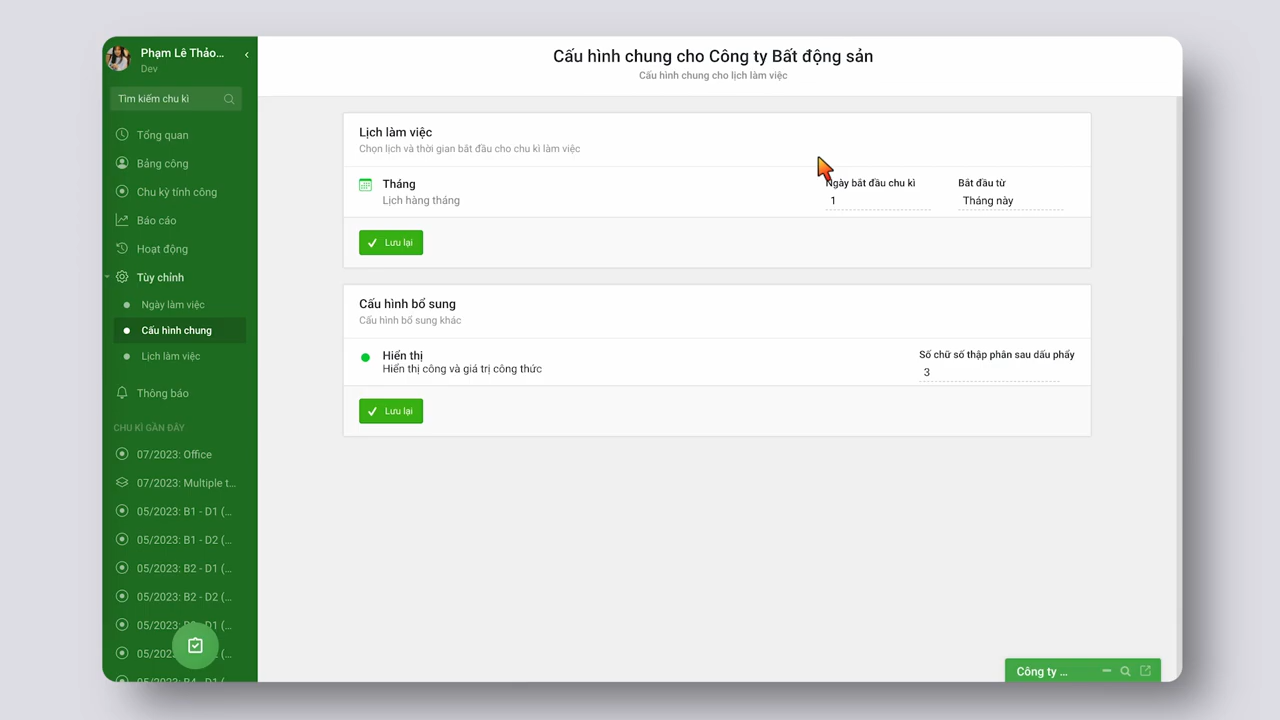 Phạm Lê Thảo...
Dev
Tìm kiếm chu kì
Tổng quan
Bảng công
Chu kỳ tính công
Báo cáo
Hoạt động
Tùy chỉnh
Ngày làm việc
Cấu hình chung
Lịch làm việc
Thông báo
CHU KÌ GẦN ĐÂY
07/2023: Office
07/2023: Multiple t...
05/2023: B1 - D1 (...
05/2023: B1 - D2 (...
05/2023: B2 - D1 (...
05/2023: B2 - D2 (...
05/2023: D1 (...
Cấu hình chung cho Công ty Bất động sản
Cấu hình chung cho lịch làm việc
Lịch làm việc
Chọn lịch và thời gian bắt đầu cho chu kì làm việc
Tháng
Lịch hàng tháng
Ngày bắt đầu chu kì
1
Bắt đầu từ
Tháng này
Lưu lại
Cấu hình bổ sung
Cấu hình bổ sung khác
Hiển thị
Hiển thị công và giá trị công thức
Số chữ số thập phân sau dấu phẩy
3
Lưu lại
Công ty ...